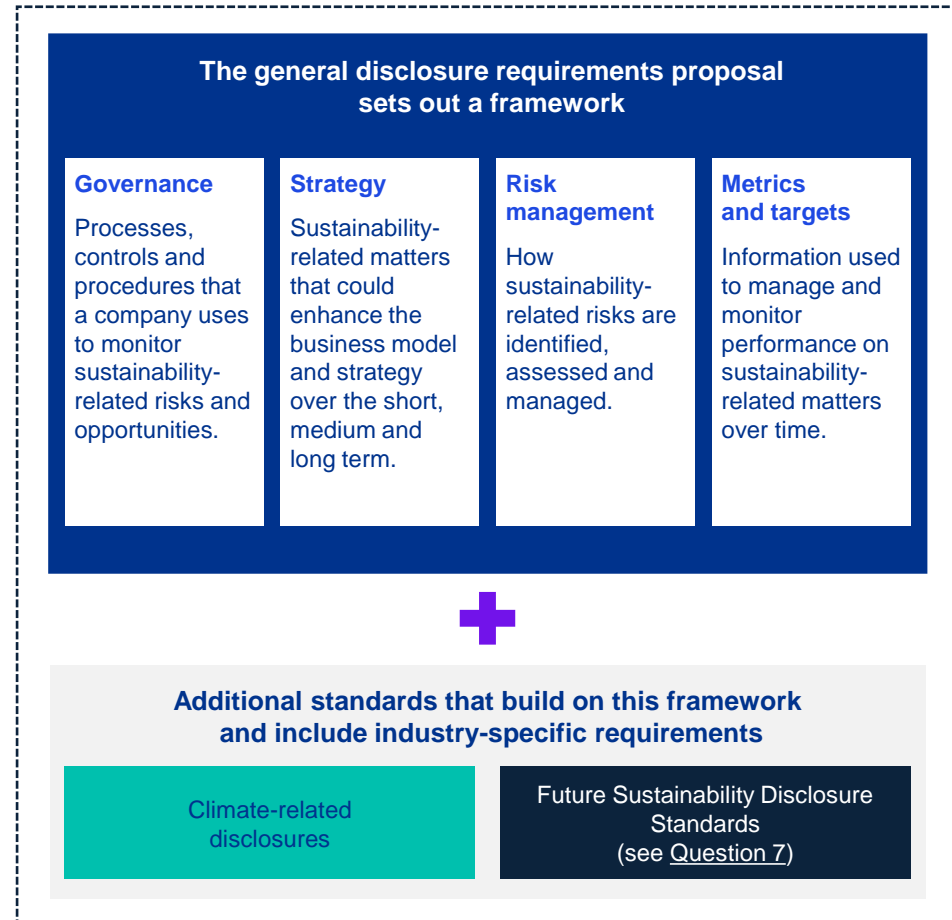 The general disclosure requirements proposal
sets out a framework
Governance
Processes,
controls and
procedures that
a company uses
to monitor
sustainability-
related risks and
opportunities.
Strategy
Sustainability-
related matters
that could
enhance the
business model
and strategy
over the short,
medium and
long term.
Risk
management
How
sustainability-
related risks are
identified,
assessed and
managed.
Metrics
and targets
Information used
to manage and
monitor
performance on
sustainability-
related matters
over time.
Additional standards that build on this framework
and include industry-specific requirements
Climate-related
disclosures
Future Sustainability Disclosure
Standards
(see Question 7)